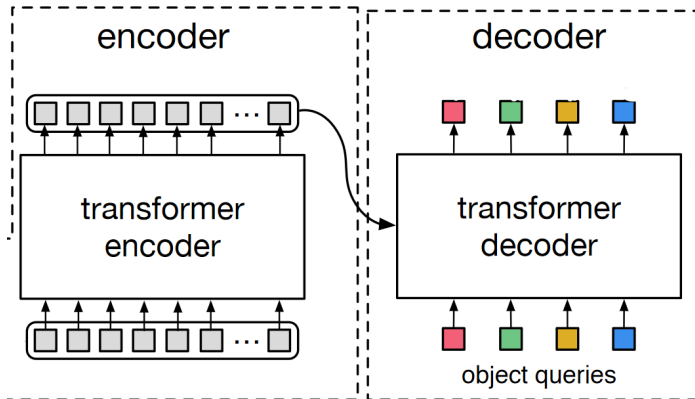 encoder
decoder
transformer
encoder
transformer
decoder
object queries